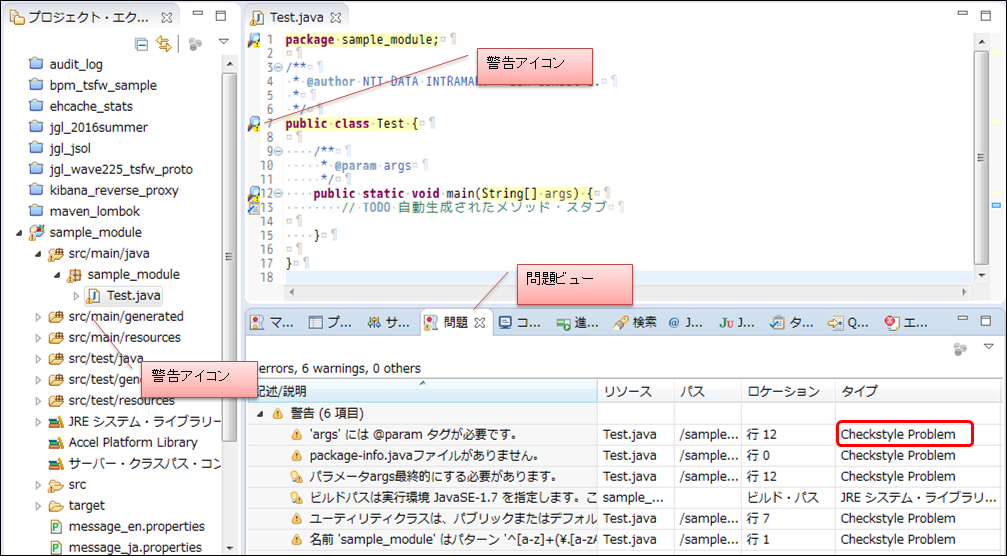 プロジェクト・エク...
audit_log
bpm_tsfw_sample
ehcache_stats
jgl_2016summer
jgl_jsol
jgl_wave225_tsfw_proto
kibana_reverse_proxy
maven_lombok
sample_module
src/main/java
sample_module
Test.java
src/main/generated
src/main/resources
src/test/java
src/test/gen
src/test/resources
JRE システム・ライブラリー
Accel Platform Library
サーバー・クラスパス・コン
src
target
message_en.properties
message_ja.properties
警告アイコン
Test.java
1 package sample_module;
2
3 /**
4 * @author NTT DATA INTRAMART
5 *
6 */
7 public class Test {
8
9 /**
10 * @param args
11 */
12 public static void main(String[] args) {
13 // TODO 自動生成されたメソッド・スタブ
14
15 }
16
17 }
18
警告アイコン
問題ビュー
マ... プ... サ... 問題 コ... 進... 検索 @ J... Ju J... タ... Q... エ...
errors, 6 warnings, 0 others
記述/説明 リソース パス ロケーション タイプ
警告 (6 項目)
'args' には @param タグが必要です。 Test.java /sample... 行 12 Checkstyle Problem
package-info.javaファイルがありません。 Test.java /sample... 行 0 Checkstyle Problem
パラメータargs最終的にする必要があります。 Test.java /sample... 行 12 Checkstyle Problem
ビルドパスは実行環境 JavaSE-1.7 を指定します。こ sample_... ビルド・パス JRE システム・ライブラリ...
ユーティリティクラスは、パブリックまたはデフォル Test.java /sample... 行 7 Checkstyle Problem
名前 'sample_module' はパターン '^[a-z]+(¥.[a-zA Test.java /sample... 行 1 Checkstyle Problem